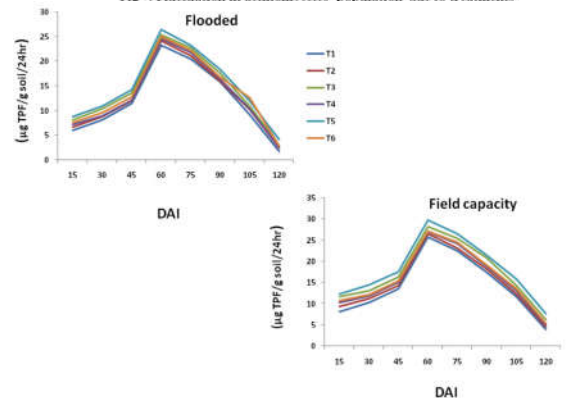 Flooded
(µg TPF/g soil/24hr)
30
25
20
15
10
5
0
15 30 45 60 75 90 105 120
DAI
T1
T2
T3
T4
T5
T6
Field capacity
(µg TPF/g soil/24hr)
35
30
25
20
15
10
5
0
15 30 45 60 75 90 105 120
DAI